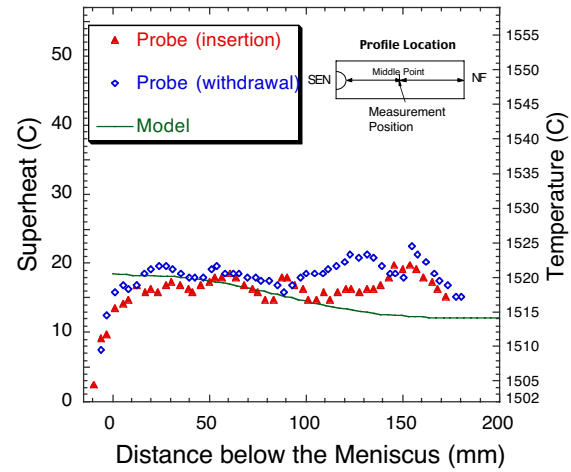 Probe (insertion)
Probe (withdrawal)
Model
Profile Location
SEN
Middle Point
NF
Measurement
Position
Superheat (C)
50
40
30
20
10
0
Temperature (C)
1555
1550
1545
1540
1535
1530
1525
1520
1515
1510
1505
1502
0
50
100
150
200
Distance below the Meniscus (mm)